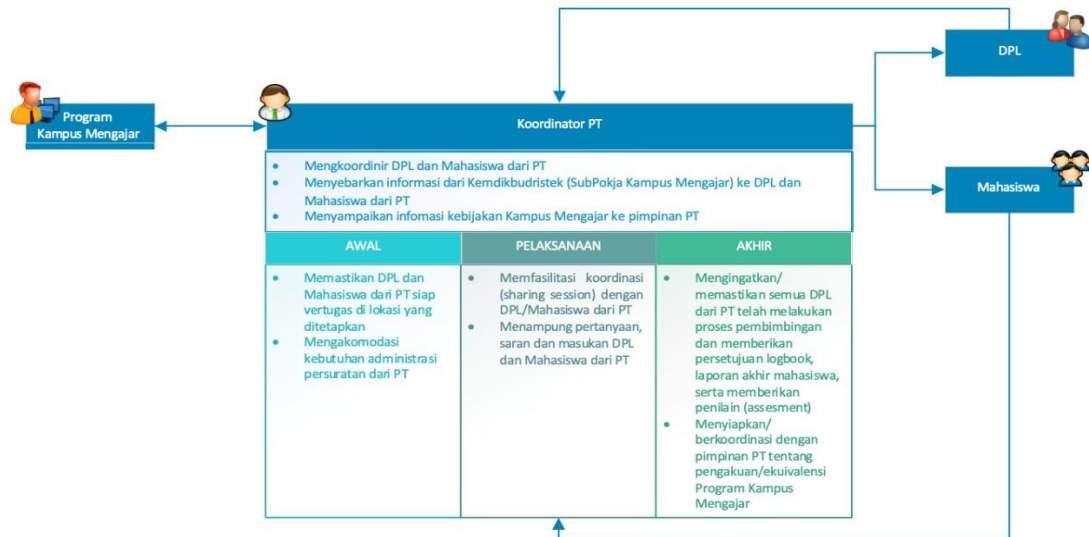 DPL
Program
Kampus Mengajar
Koordinator PT
Mahasiswa
• Mengkoordinir DPL dan Mahasiswa dari PT
• Menyebarkan informasi dari Kemdikbudristek (SubPokja Kampus Mengajar) ke DPL dan
Mahasiswa dari PT
• Menyampaikan infomasi kebijakan Kampus Mengajar ke pimpinan PT
AWAL
• Memastikan DPL dan
Mahasiswa dari PT siap
vertugas di lokasi yang
ditetapkan
• Mengakomodasi
kebutuhan administrasi
persuratan dari PT
PELAKSANAAN
• Memfasilitasi koordinasi
(sharing session) dengan
DPL/Mahasiswa dari PT
• Menampung pertanyaan,
saran dan masukan DPL
dan Mahasiswa dari PT
AKHIR
• Mengingatkan/
memastikan semua DPL
dari PT telah melakukan
proses pembimbingan
dan memberikan
persetujuan logbook,
laporan akhir mahasiswa,
serta memberikan
penilain (assesment)
• Menyiapkan/
berkoordinasi dengan
pimpinan PT tentang
pengakuan/ekuivalensi
Program Kampus
Mengajar